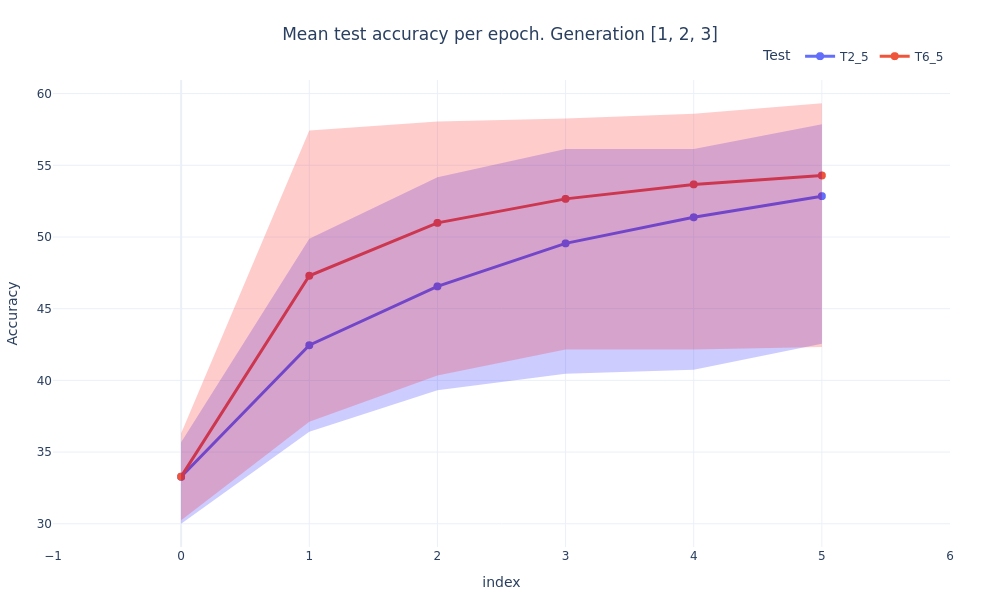 Mean test accuracy per epoch. Generation [1, 2, 3]
Test T2_5 T6_5
60
55
50
45
40
35
30
Accuracy
−1 0 1 2 3 4 5 6
index